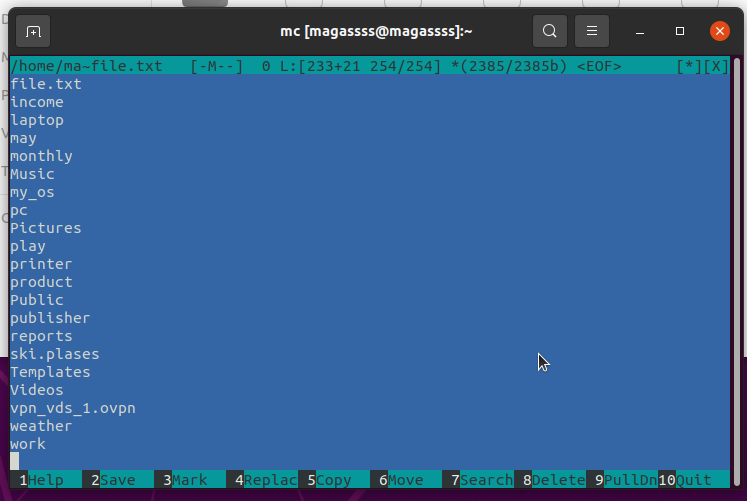 mc [magassss@magassss]:~
/home/ma~file.txt   [-M--]  0 L:[233+21 254/254] *(2385/2385b) <EOF>      [*][X]
file.txt
income
laptop
may
monthly
Music
my_os
pc
Pictures
play
printer
product
Public
publisher
reports
ski.plases
Templates
Videos
vpn_vds_1.ovpn
weather
work
1Help 2Save 3Mark 4Replac 5Copy 6Move 7Search 8Delete 9PullDn 10Quit